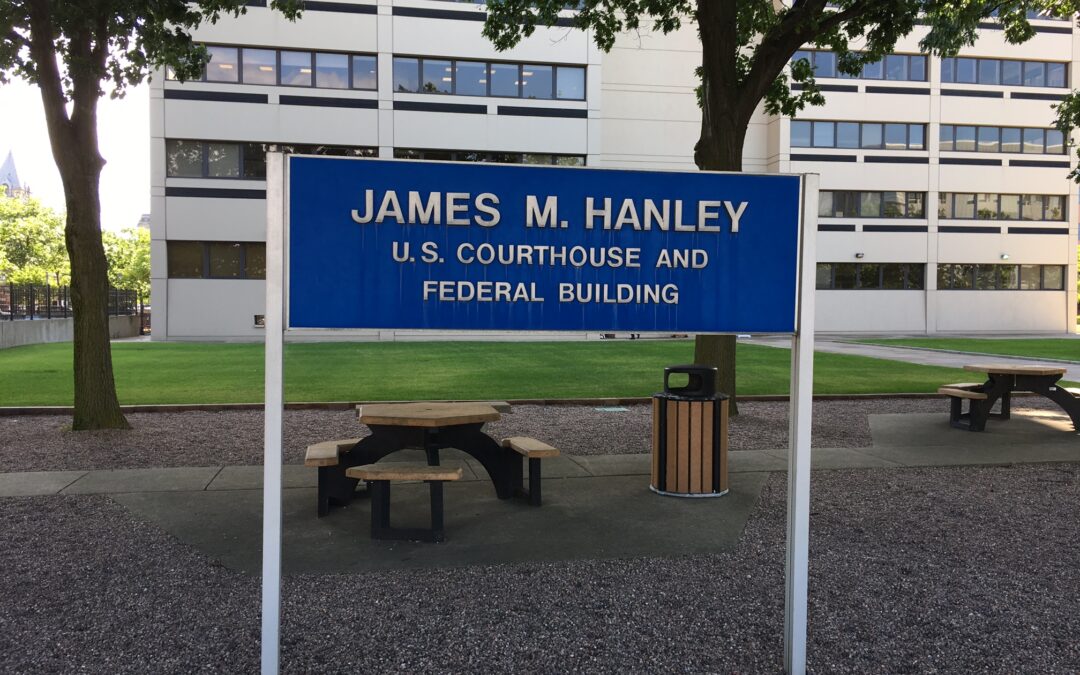 JAMES M. HANLEY
U.S. COURTHOUSE AND
FEDERAL BUILDING